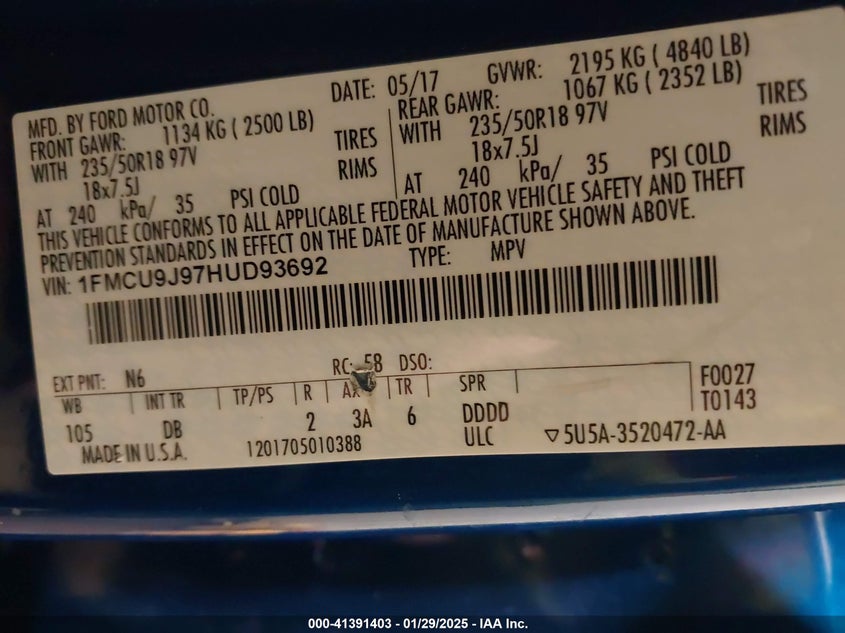 MFD. BY FORD MOTOR CO.
DATE: 05/17
GVWR: 2195 KG ( 4840 LB)
FRONT GAWR: 1134 KG ( 2500 LB)
WITH 235/50R18 97V TIRES
18x7.5J RIMS
AT 240 kPa/ 35 PSI COLD
REAR GAWR: 1067 KG ( 2352 LB)
WITH 235/50R18 97V TIRES
18x7.5J RIMS
AT 240 kPa/ 35 PSI COLD
THIS VEHICLE CONFORMS TO ALL APPLICABLE FEDERAL MOTOR VEHICLE SAFETY AND THEFT
PREVENTION STANDARDS IN EFFECT ON THE DATE OF MANUFACTURE SHOWN ABOVE.
VIN: 1FMCU9J97HUD93692 TYPE: MPV
EXT PNT: N6 RC: 58 DSO:
WB INT TR TP/PS R TR SPR F0027
105 DB 2 3A 6 DDDD T0143
MADE IN U.S.A. 1201705010388 ULC ▽5U5A-3520472-AA
000-41391403 / 01/29/2025 - IAA Inc.